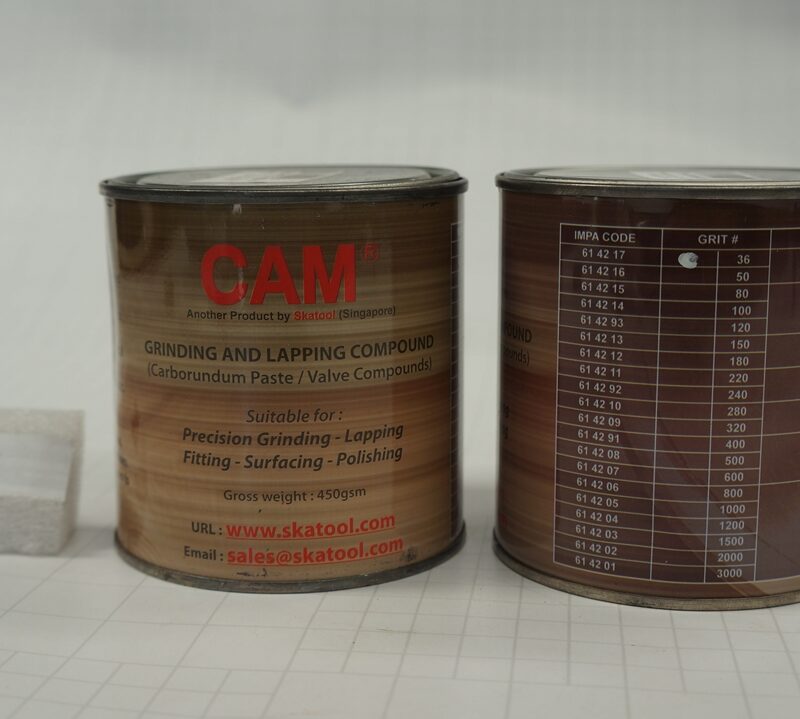 CAM®
Another Product by Skatool (Singapore)
GRINDING AND LAPPING COMPOUND
(Carborundum Paste / Valve Compounds)
Suitable for :
Precision Grinding - Lapping
Fitting - Surfacing - Polishing
Gross weight : 450gsm
URL : www.skatool.com
Email : sales@skatool.com
IMPA CODE GRIT #
61 42 17 36
61 42 16 50
61 42 15 80
61 42 14 100
61 42 93 120
61 42 13 150
61 42 12 180
61 42 11 220
61 42 92 240
61 42 10 280
61 42 09 320
61 42 91 400
61 42 08 500
61 42 07 600
61 42 06 800
61 42 05 1000
61 42 04 1200
61 42 03 1500
61 42 02 2000
61 42 01 3000